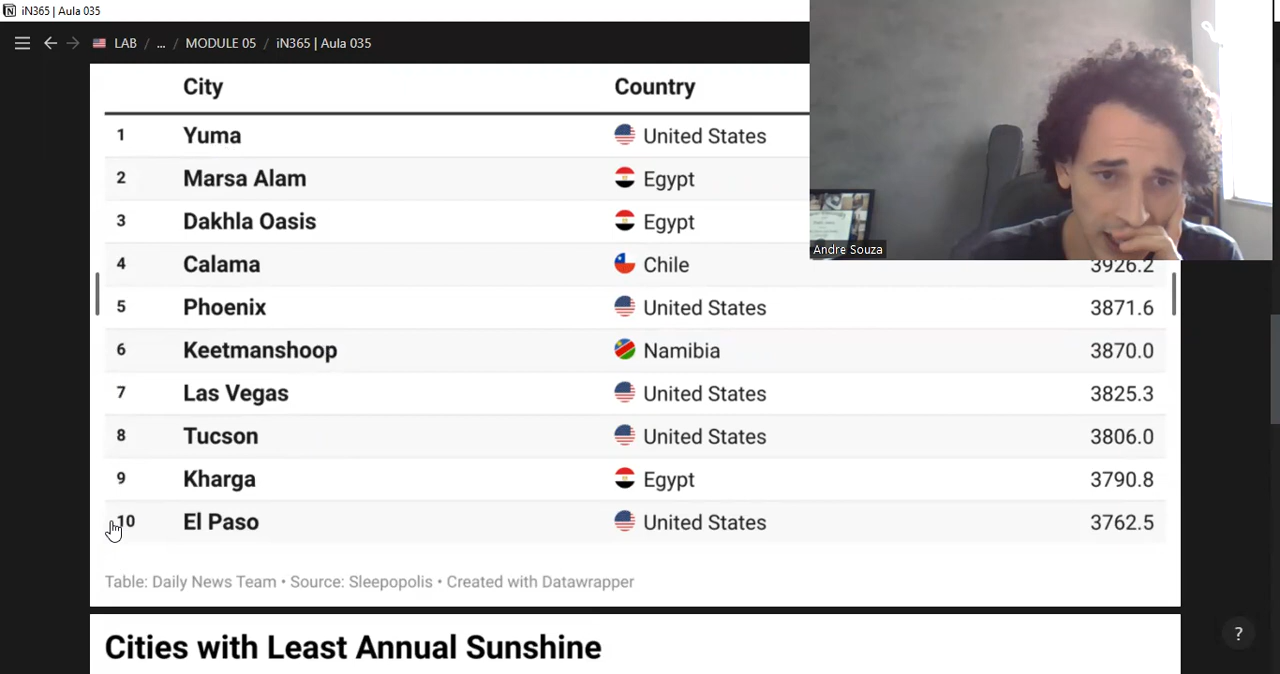 iN365 | Aula 035
LAB / ... / MODULE 05 / iN365 | Aula 035
City Country
1 Yuma United States
2 Marsa Alam Egypt
3 Dakhla Oasis Egypt
4 Calama Chile 3926.2
5 Phoenix United States 3871.6
6 Keetmanshoop Namibia 3870.0
7 Las Vegas United States 3825.3
8 Tucson United States 3806.0
9 Kharga Egypt 3790.8
10 El Paso United States 3762.5
Table: Daily News Team • Source: Sleepopolis • Created with Datawrapper
Cities with Least Annual Sunshine
Andre Souza
?